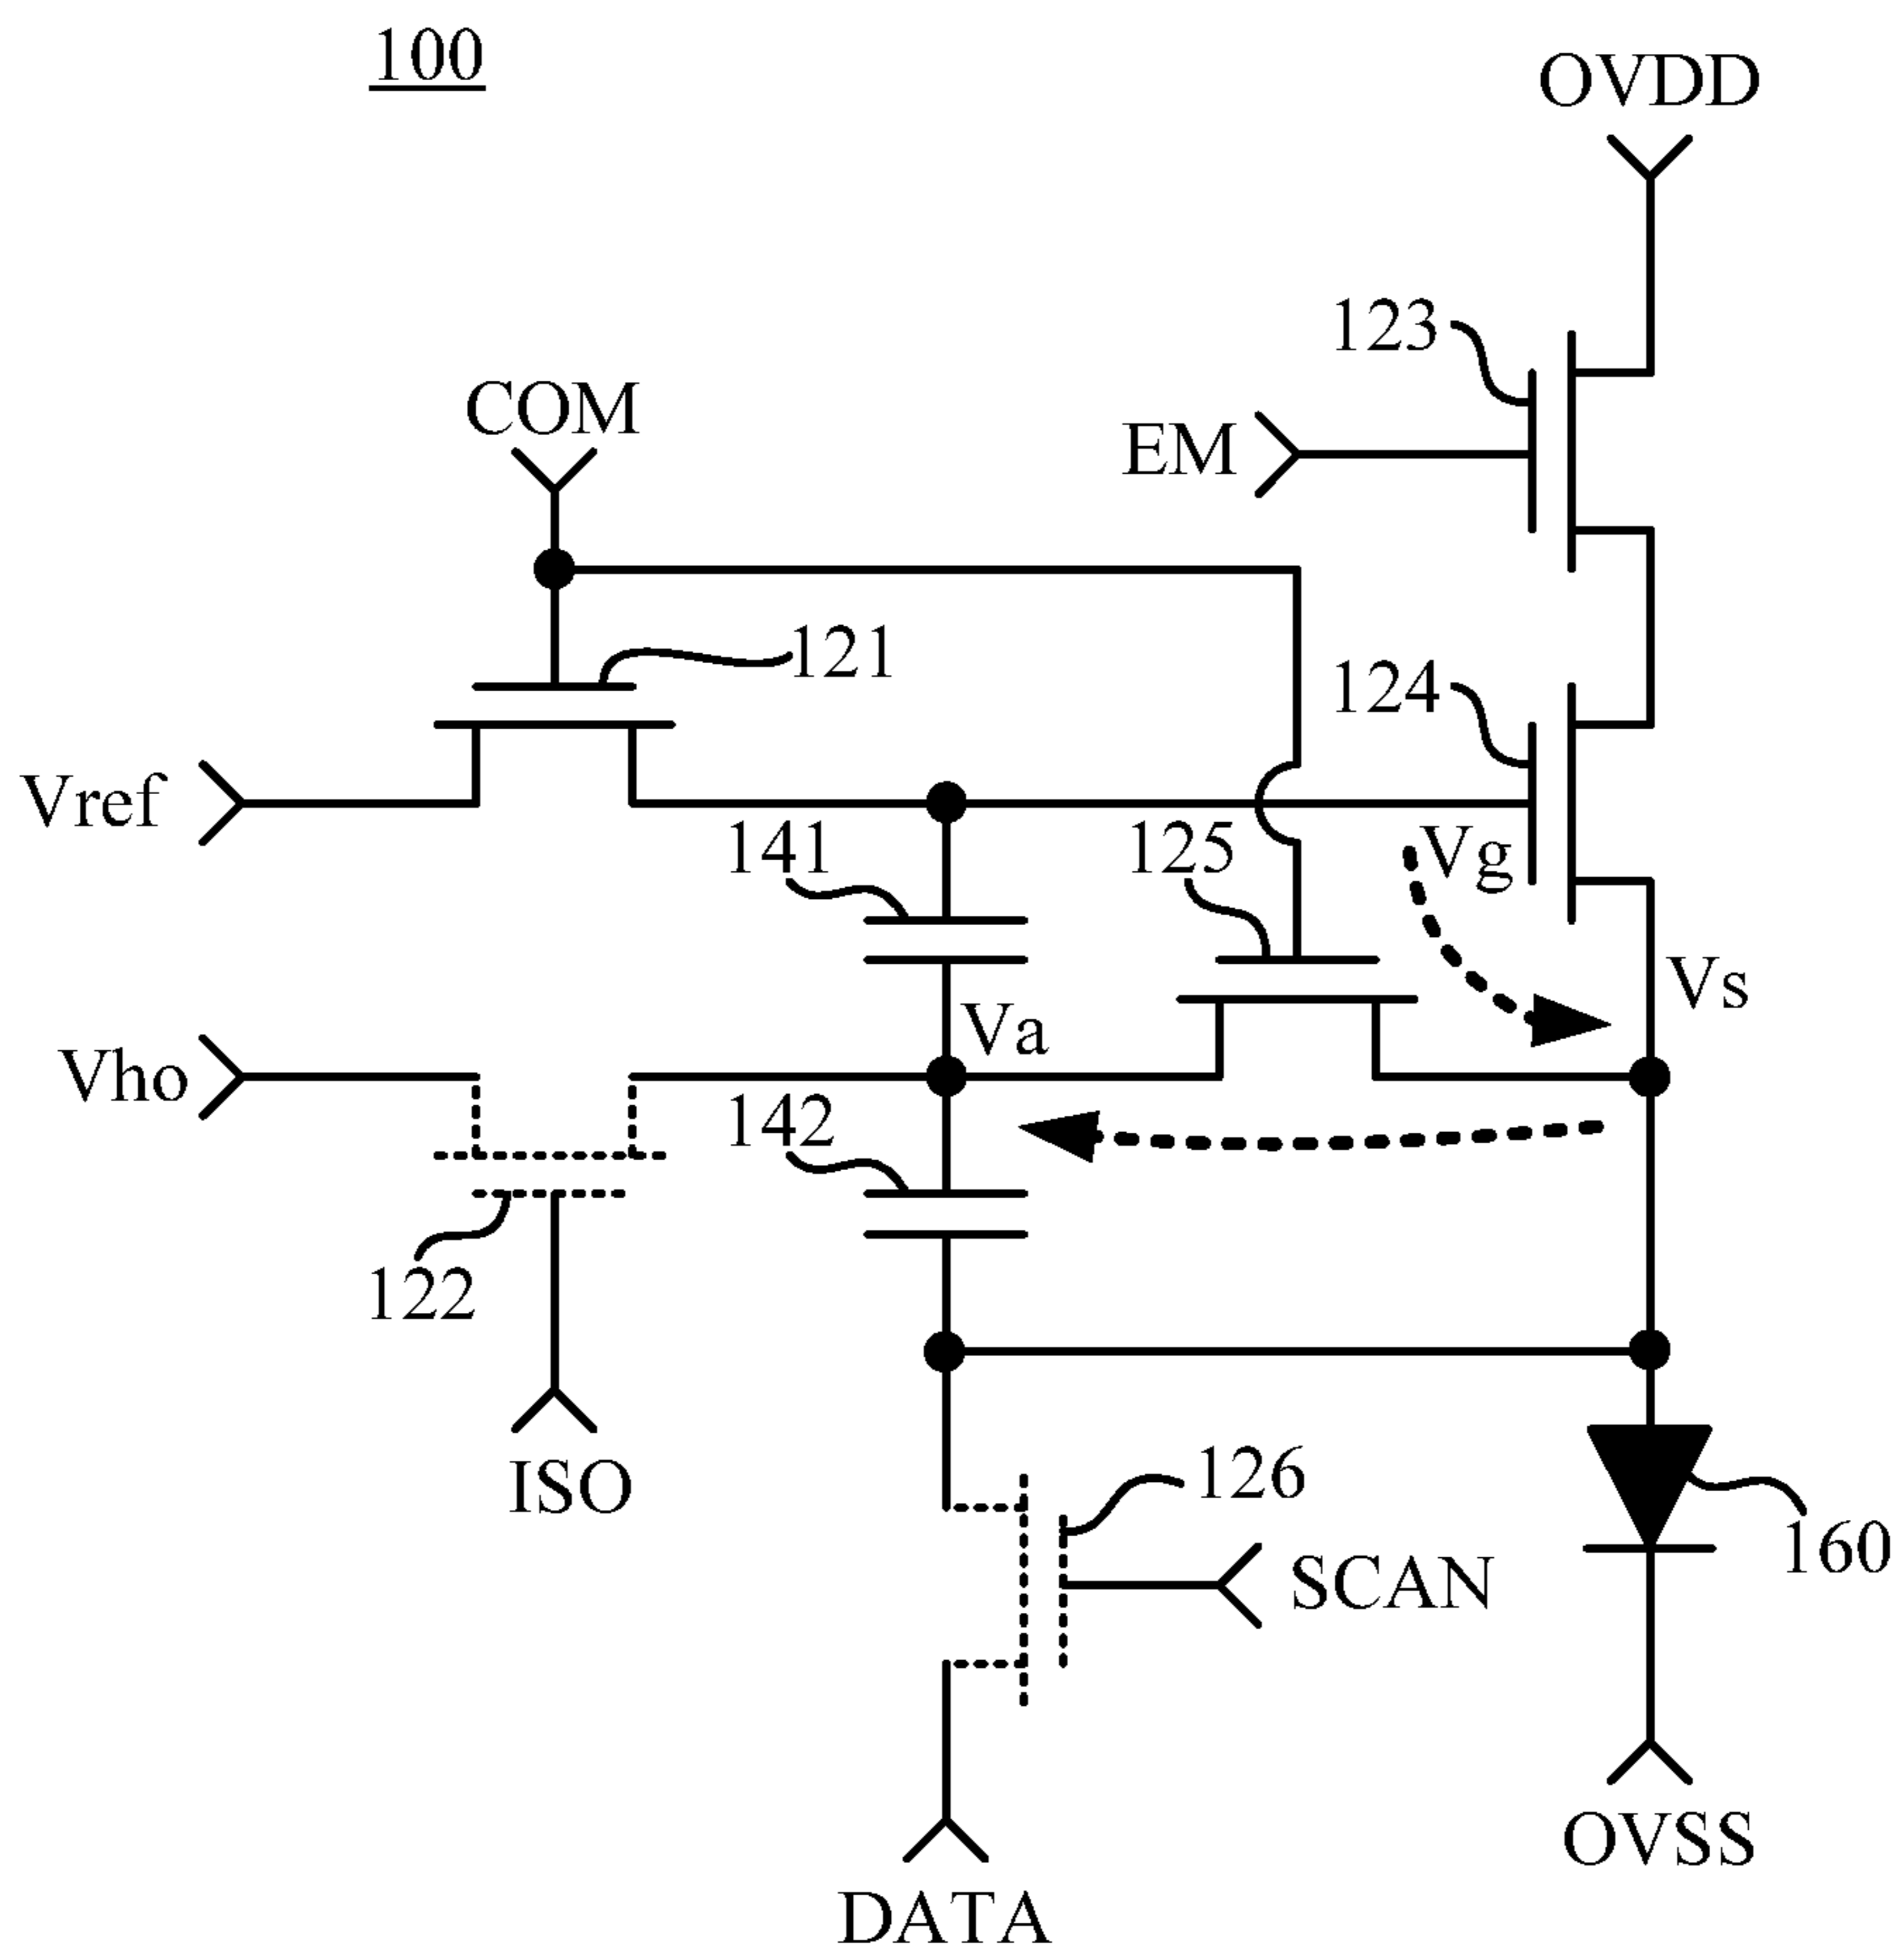 100
OVDD
123
COM
EM
121
124
Vref
141
125
Vg
Vs
Va
Vho
142
122
126
ISO
160
SCAN
OVSS
DATA